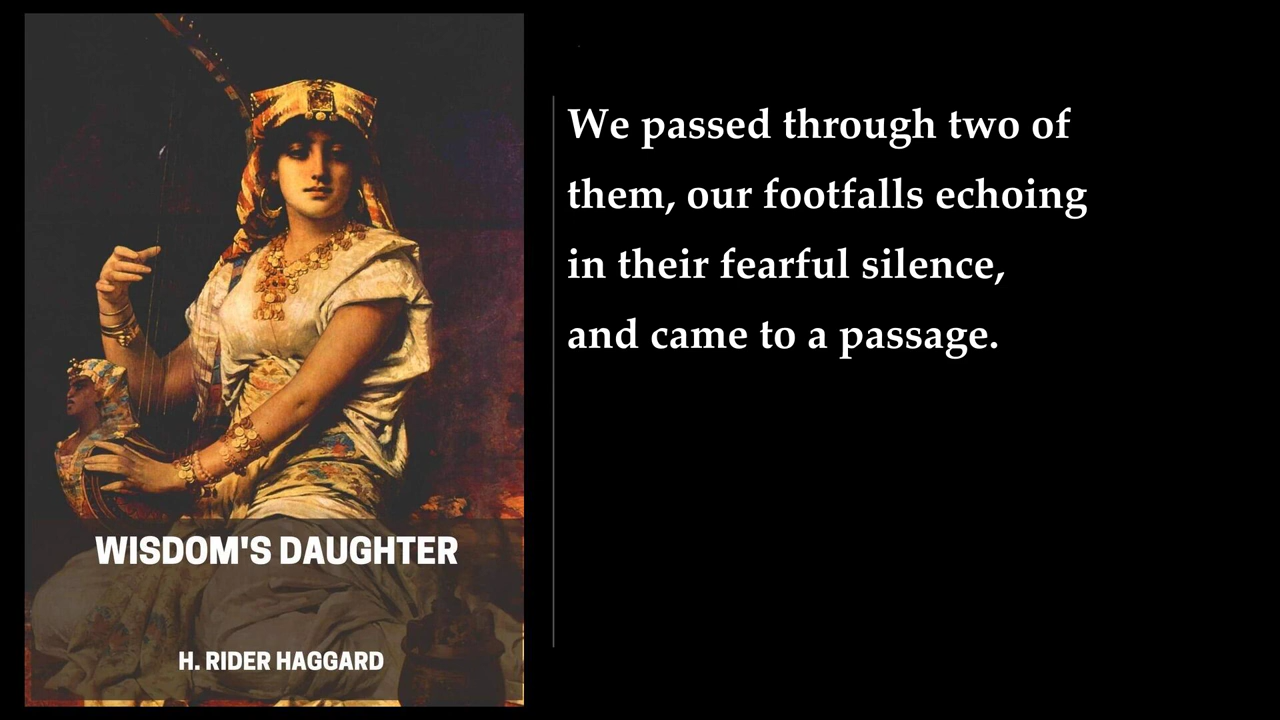 WISDOM'S DAUGHTER
H. RIDER HAGGARD
We passed through two of
them, our footfalls echoing
in their fearful silence,
and came to a passage.